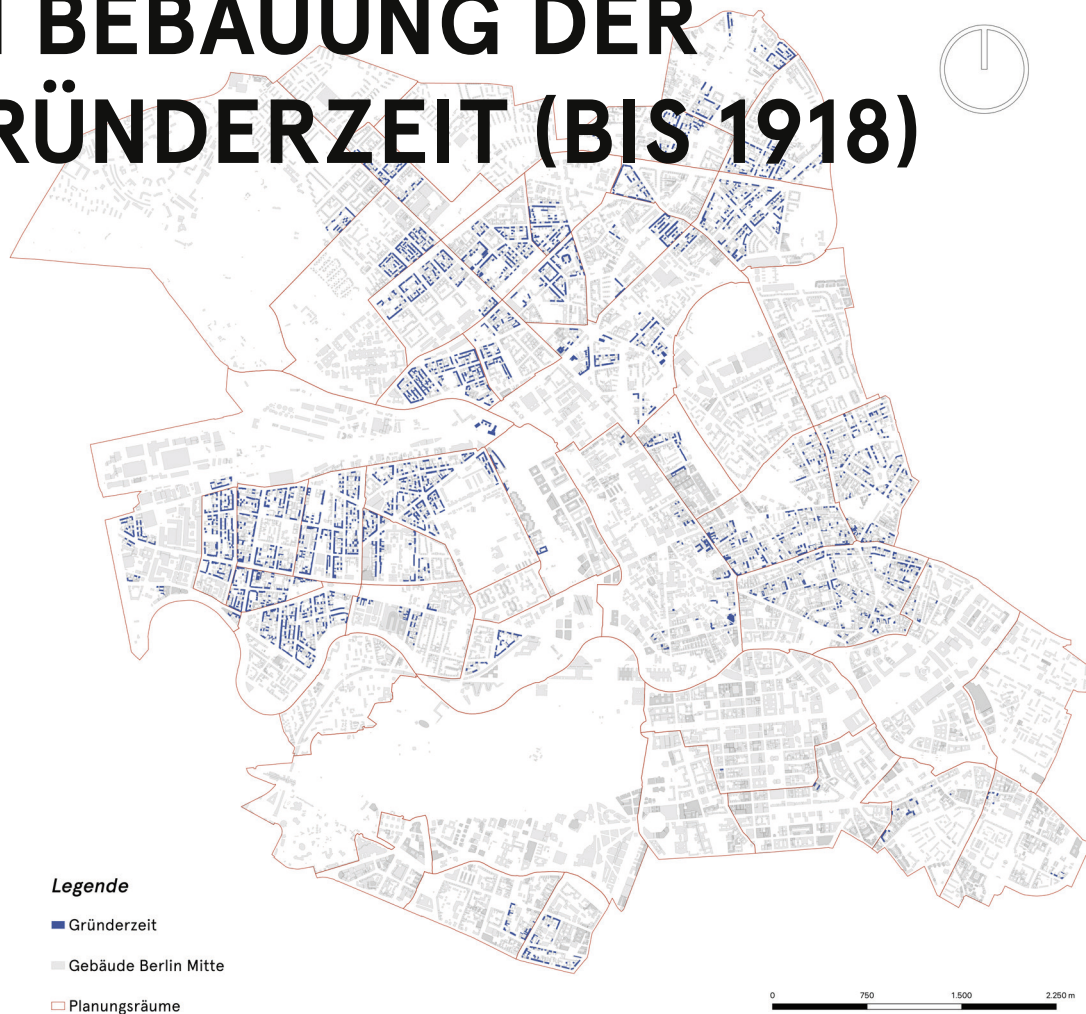 BEBAUUNG DER
RÜNDERZEIT (BIS 1918)
Legende
Gründerzeit
Gebäude Berlin Mitte
Planungsräume
0 750 1.500 2.250 m